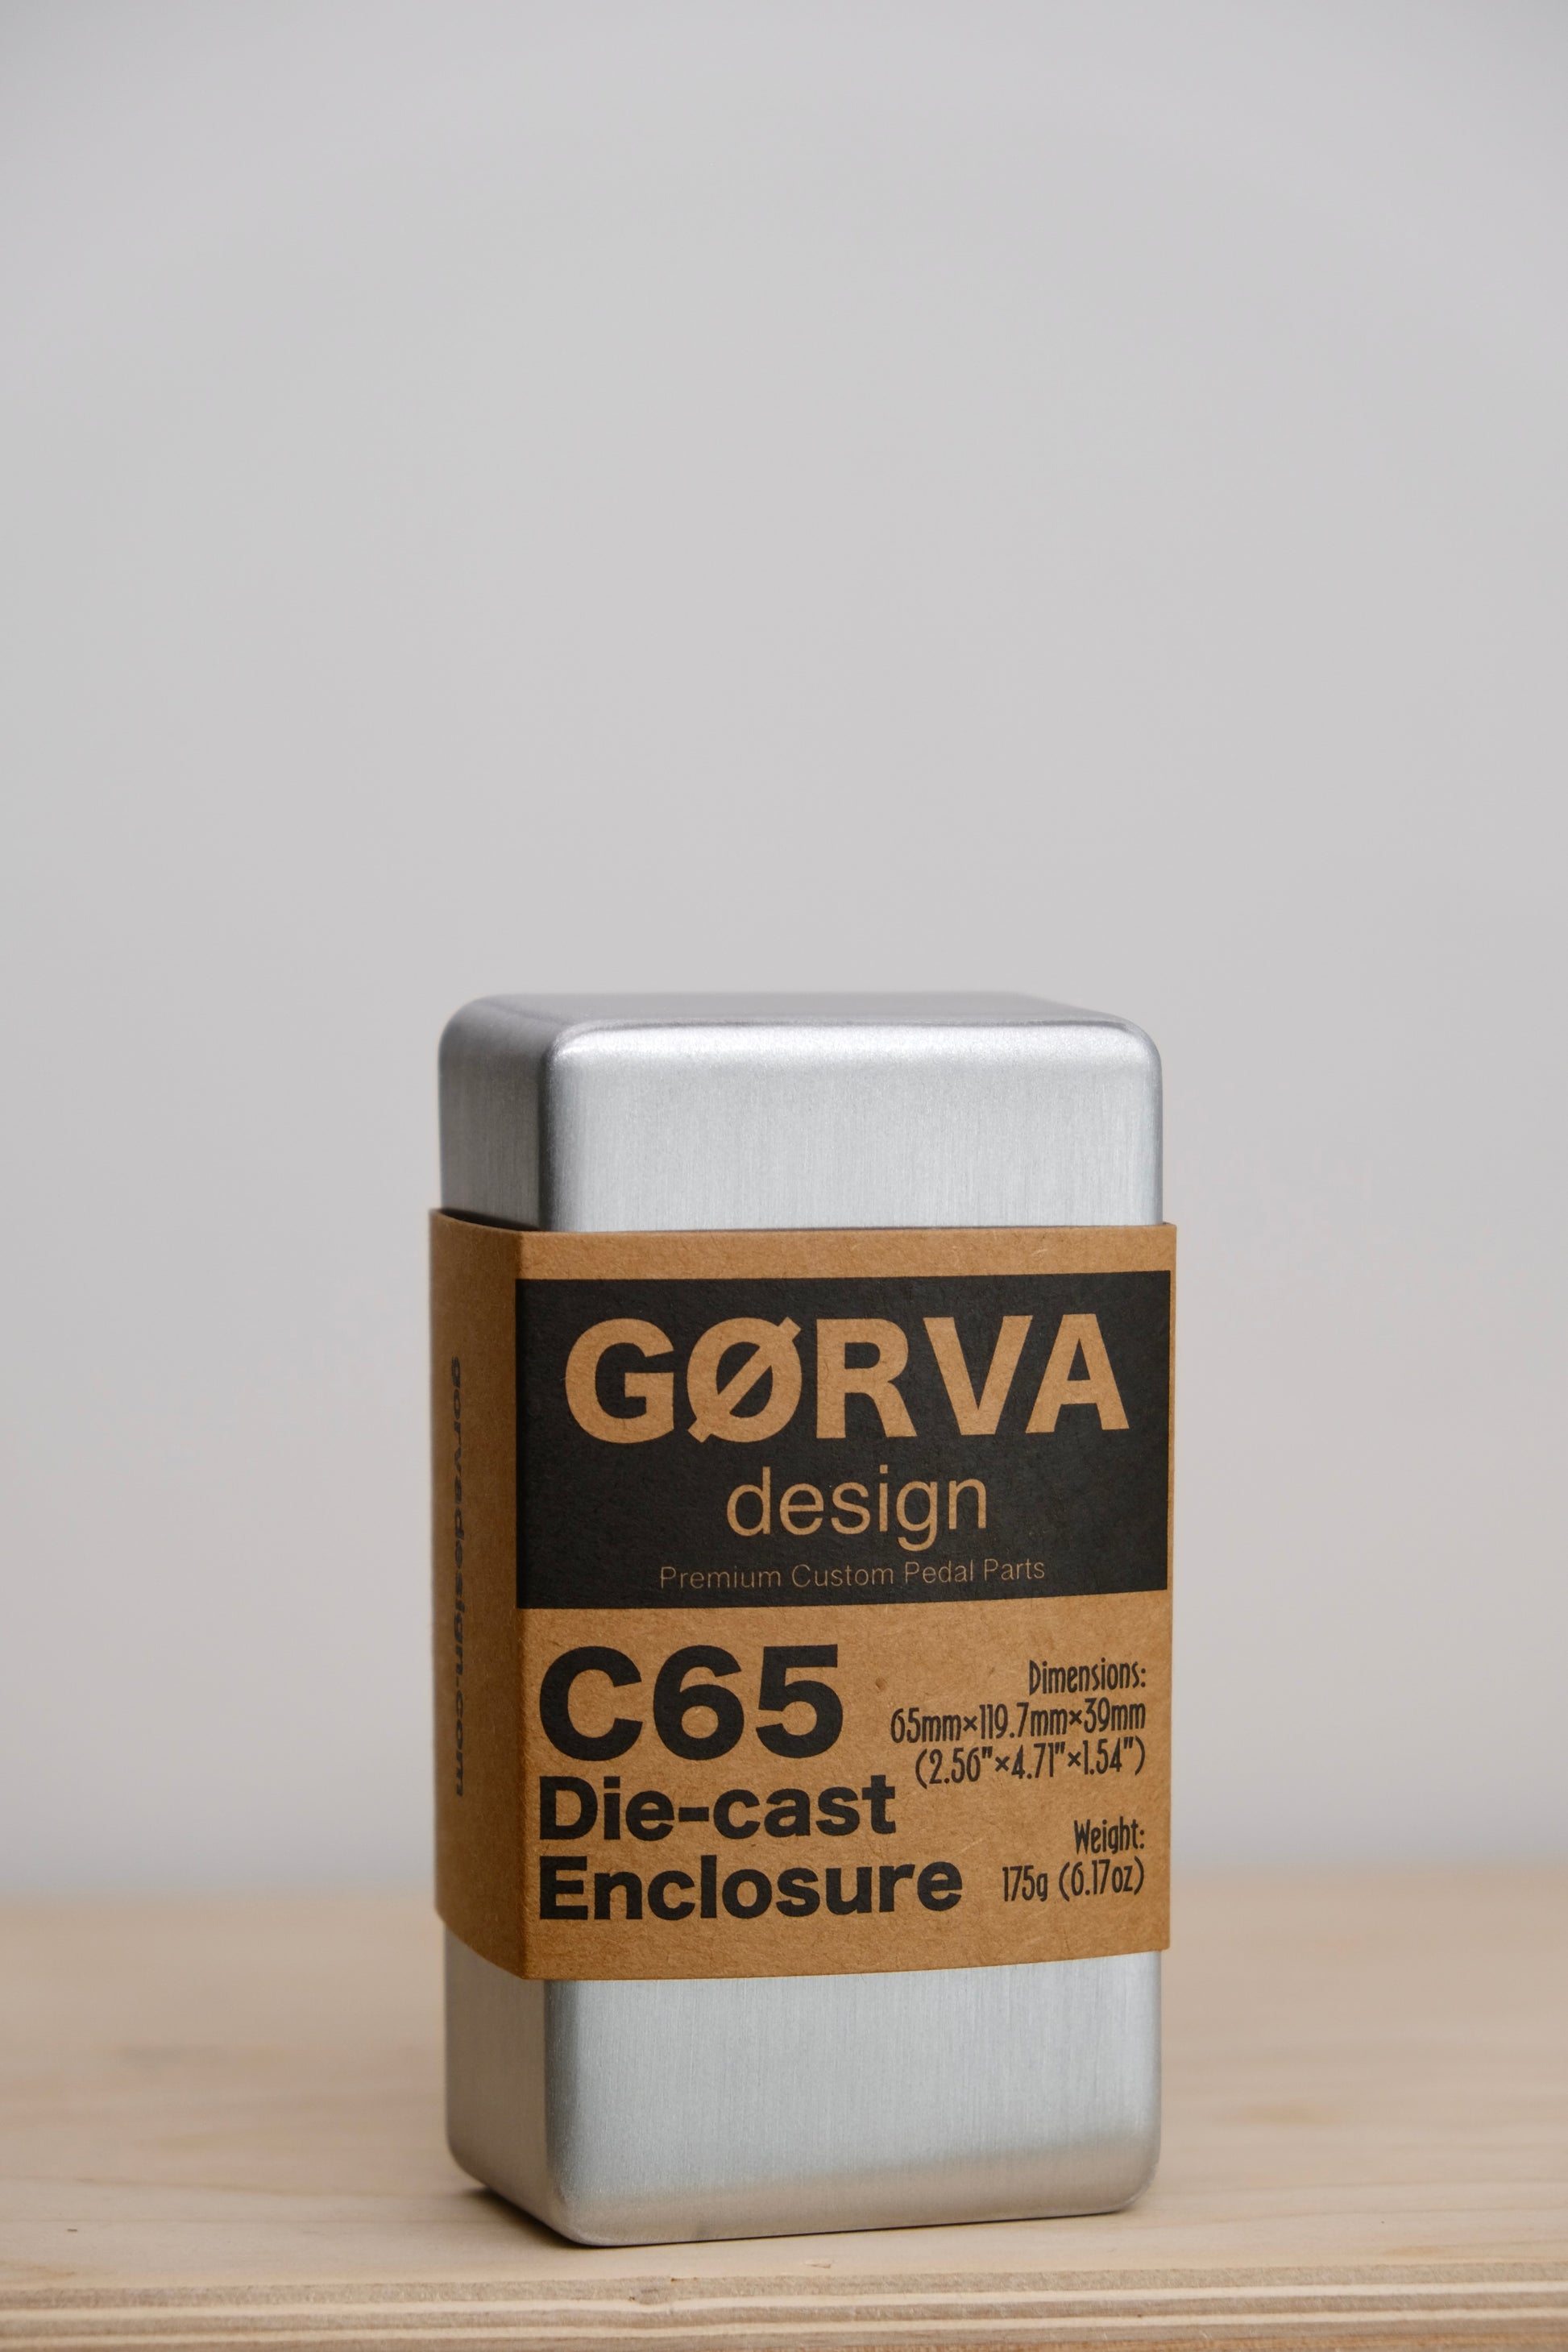 GØRVA
design
Premium Custom Pedal Parts
C65
Die-cast
Enclosure
Dimensions:
65mm×119.7mm×39mm
(2.56"×4.71"×1.54")
Weight:
175g (6.17oz)
gorvadesign.com